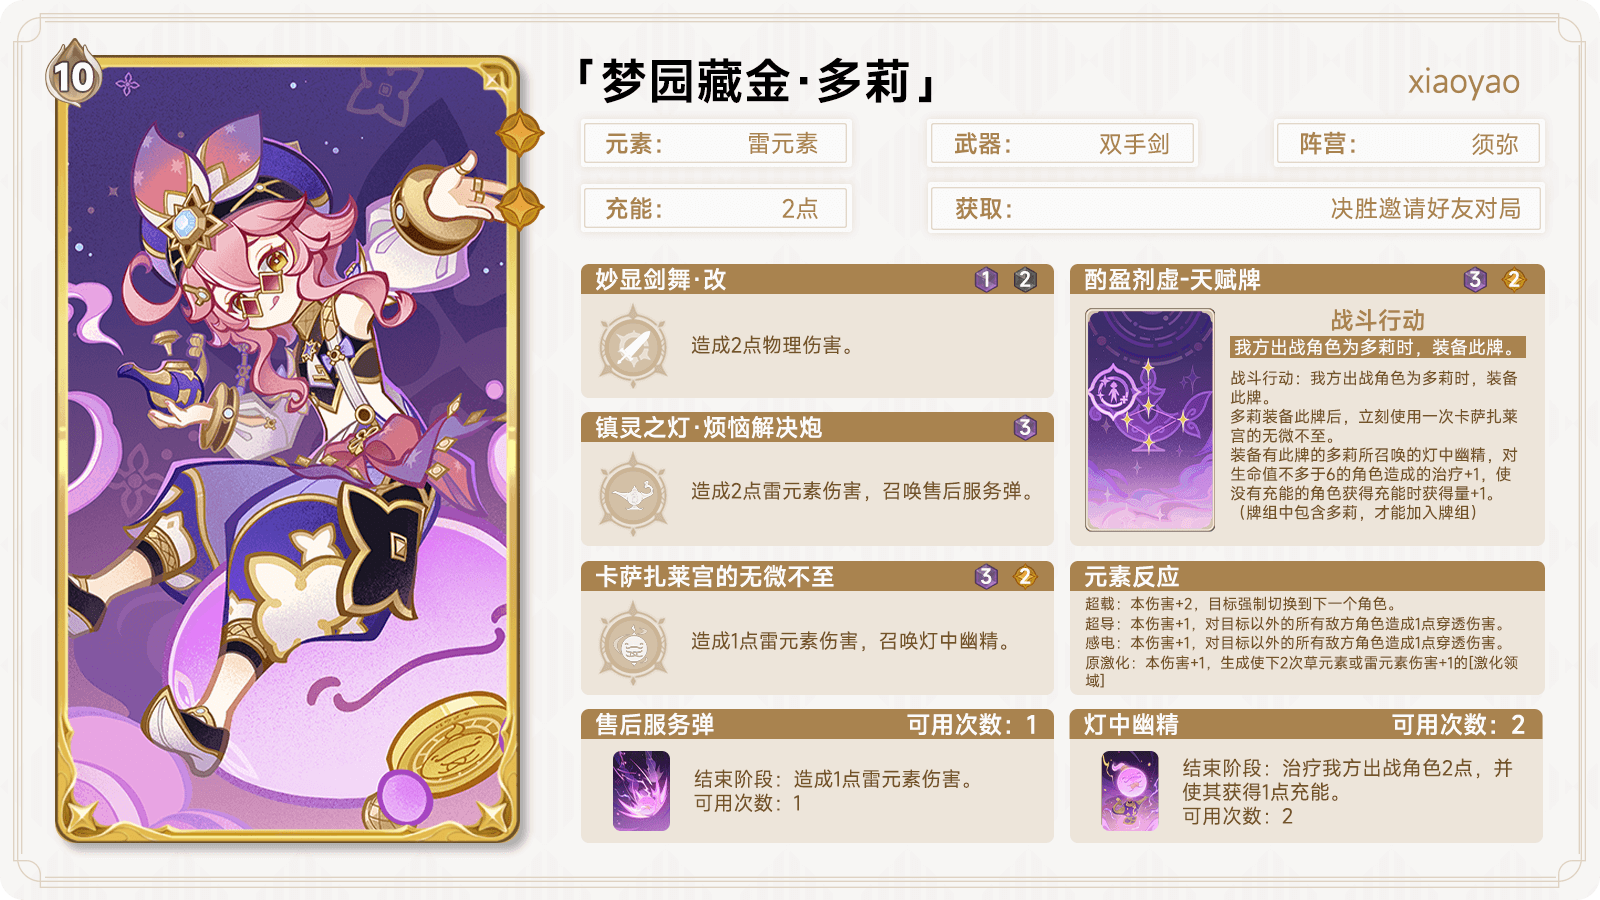 10
「梦园藏金·多莉」
xiaoyao
元素： 雷元素
武器： 双手剑
阵营： 须弥
充能： 2点
获取： 决胜邀请好友对局
妙显剑舞·改 1 2
造成2点物理伤害。
镇灵之灯·烦恼解决炮 3
造成2点雷元素伤害，召唤售后服务弹。
卡萨扎莱宫的无微不至 3 2
造成1点雷元素伤害，召唤灯中幽精。
售后服务弹 可用次数：1
结束阶段：造成1点雷元素伤害。
可用次数：1
酌盈剂虚-天赋牌 3 2
战斗行动
我方出战角色为多莉时，装备此牌。
战斗行动：我方出战角色为多莉时，装备
此牌。
多莉装备此牌后，立刻使用一次卡萨扎莱
宫的无微不至。
装备有此牌的多莉所召唤的灯中幽精，对
生命值不多于6的角色造成的治疗+1，使
没有充能的角色获得充能时获得量+1。
（牌组中包含多莉，才能加入牌组）
元素反应
超载：本伤害+2，目标强制切换到下一个角色。
超导：本伤害+1，对目标以外的所有敌方角色造成1点穿透伤害。
感电：本伤害+1，对目标以外的所有敌方角色造成1点穿透伤害。
原激化：本伤害+1，生成使下2次草元素或雷元素伤害+1的[激化领
域]
灯中幽精 可用次数：2
结束阶段：治疗我方出战角色2点，并
使其获得1点充能。
可用次数：2